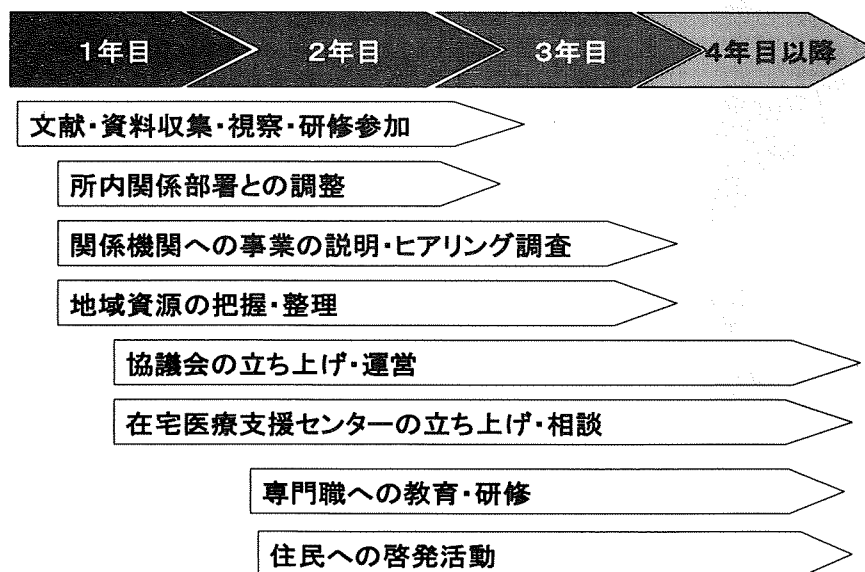 1年目
2年目
3年目
4年目以降
文献・資料収集・視察・研修参加
所内関係部署との調整
関係機関への事業の説明・ヒアリング調査
地域資源の把握・整理
協議会の立ち上げ・運営
在宅医療支援センターの立ち上げ・相談
専門職への教育・研修
住民への啓発活動